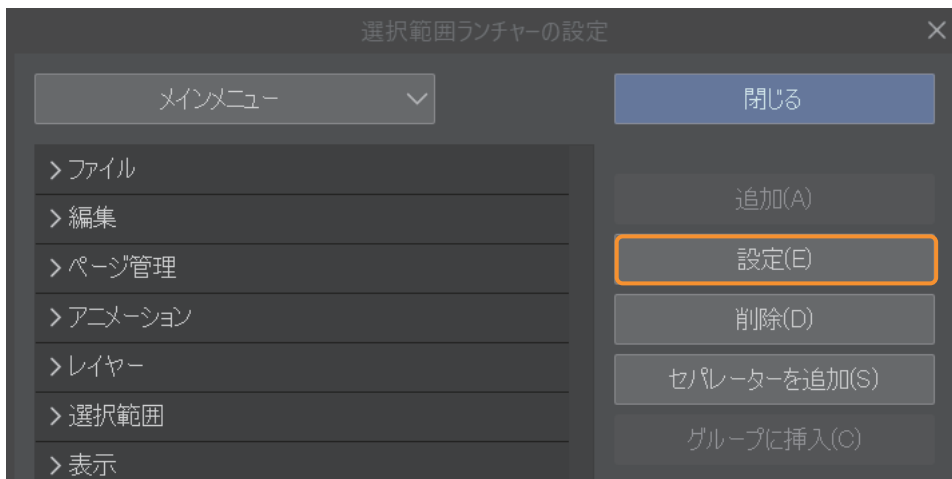 選択範囲ランチャーの設定
メインメニュー
閉じる
ファイル
編集
ページ管理
アニメーション
レイヤー
選択範囲
表示
追加(A)
設定(E)
削除(D)
セパレーターを追加(S)
グループに挿入(C)